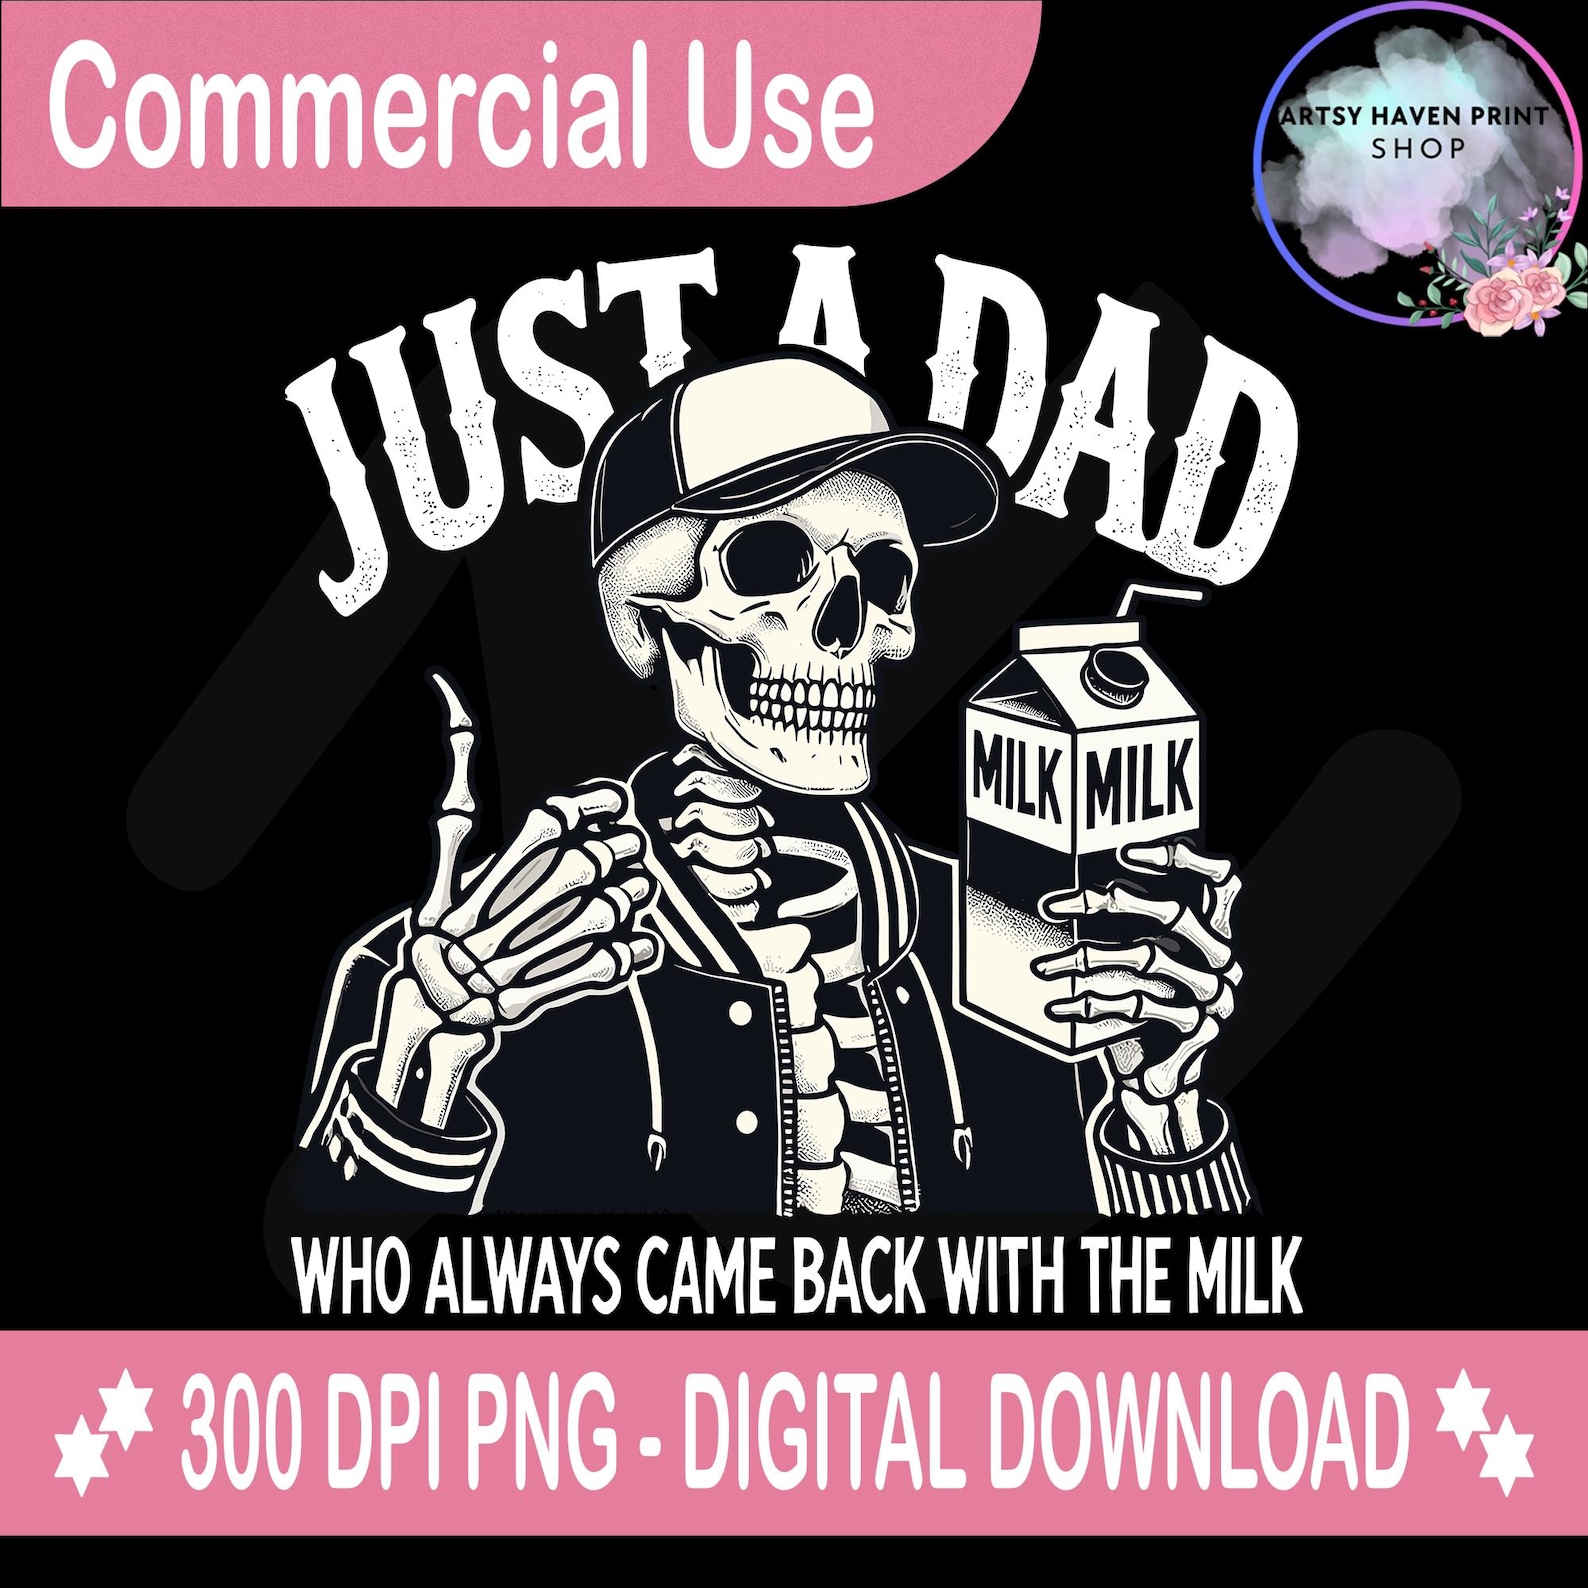 Commercial Use
ARTSY HAVEN PRINT
SHOP
JUST A DAD
MILK MILK
WHO ALWAYS CAME BACK WITH THE MILK
300 DPI PNG - DIGITAL DOWNLOAD